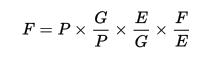 F = P × G/P × E/G × F/E